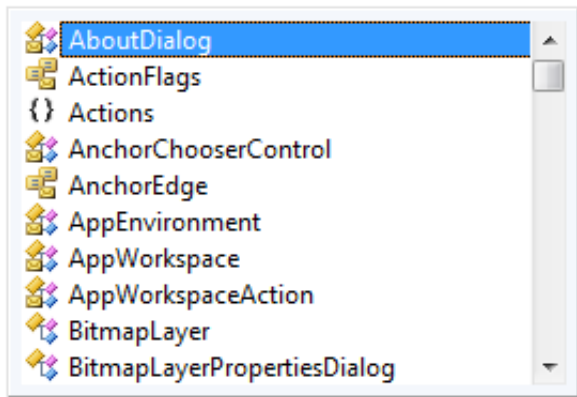 AboutDialog
ActionFlags
{} Actions
AnchorChooserControl
AnchorEdge
AppEnvironment
AppWorkspace
AppWorkspaceAction
BitmapLayer
BitmapLayerPropertiesDialog